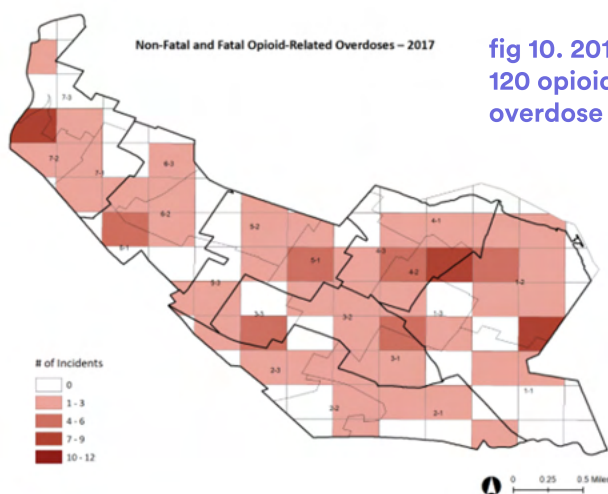 Non-Fatal and Fatal Opioid-Related Overdoses – 2017
fig 10. 201
120 opioid
overdose
7-3
7-2
7-1
6-3
6-2
6-1
5-2
5-1
5-3
4-1
4-3
4-2
1-2
3-3
3-2
1-3
3-1
2-3
2-2
2-1
1-1
# of Incidents
0
1 - 3
4 - 6
7 - 9
10 - 12
0 0.25 0.5 Miles